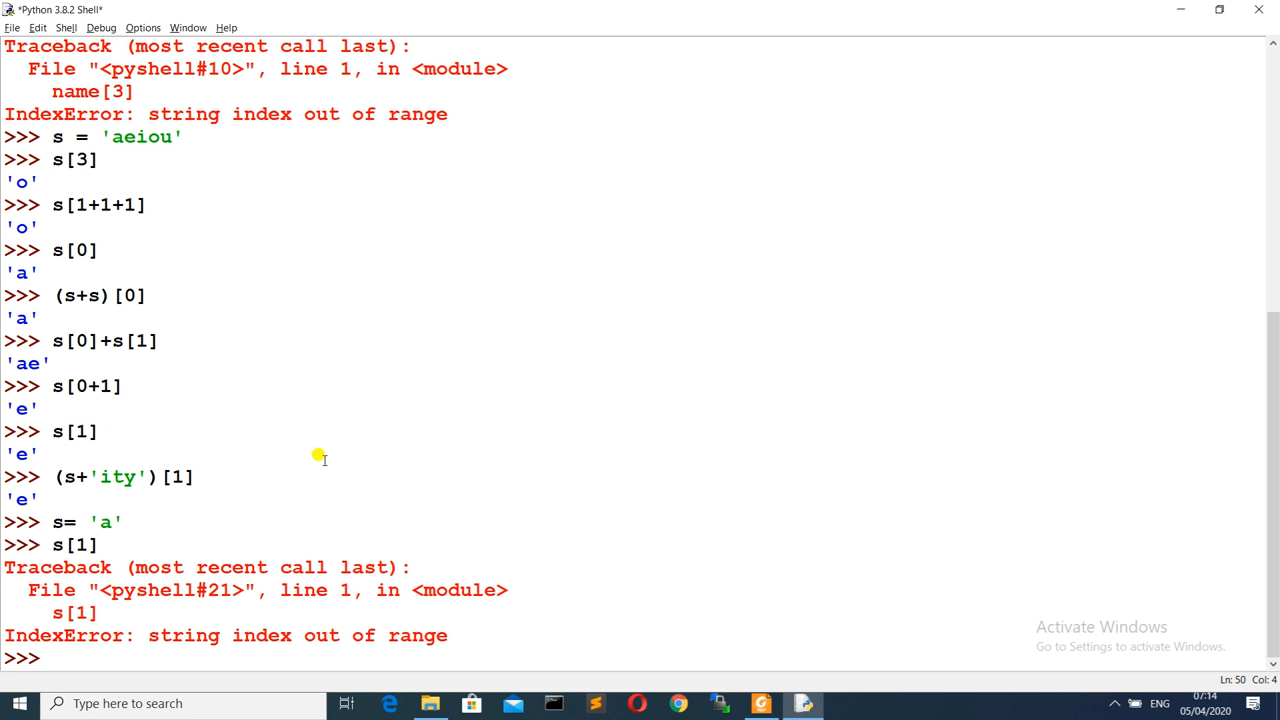 *Python 3.8.2 Shell*
File Edit Shell Debug Options Window Help
Traceback (most recent call last):
  File "<pyshell#10>", line 1, in <module>
    name[3]
IndexError: string index out of range
>>> s = 'aeiou'
>>> s[3]
'o'
>>> s[1+1+1]
'o'
>>> s[0]
'a'
>>> (s+s)[0]
'a'
>>> s[0]+s[1]
'ae'
>>> s[0+1]
'e'
>>> s[1]
'e'
>>> (s+'ity')[1]
'e'
>>> s= 'a'
>>> s[1]
Traceback (most recent call last):
  File "<pyshell#21>", line 1, in <module>
    s[1]
IndexError: string index out of range
>>>
Activate Windows
Go to Settings to activate Windows.
Ln: 50 Col: 4
Type here to search
ENG
07:14
05/04/2020